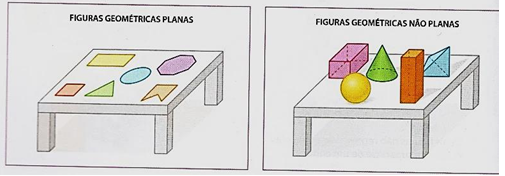 FIGURAS GEOMÉTRICAS PLANAS
FIGURAS GEOMÉTRICAS NÃO PLANAS